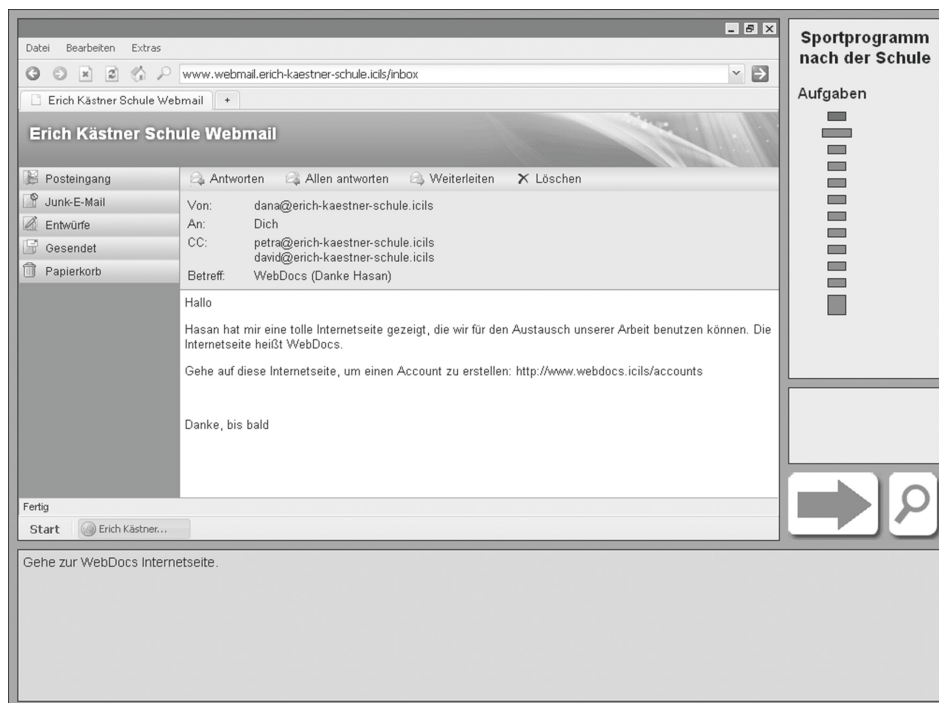 Datei Bearbeiten Extras
www.webmail.erich-kaestner-schule.icils/inbox
Erich Kästner Schule Webmail +
Erich Kästner Schule Webmail
Posteingang
Junk-E-Mail
Entwürfe
Gesendet
Papierkorb
Antworten Allen antworten Weiterleiten Löschen
Von: dana@erich-kaestner-schule.icils
An: Dich
CC: petra@erich-kaestner-schule.icils
david@erich-kaestner-schule.icils
Betreff: WebDocs (Danke Hasan)
Hallo
Hasan hat mir eine tolle Internetseite gezeigt, die wir für den Austausch unserer Arbeit benutzen können. Die
Internetseite heißt WebDocs.
Gehe auf diese Internetseite, um einen Account zu erstellen: http://www.webdocs.icils/accounts
Danke, bis bald
Fertig
Start Erich Kästner...
Sportprogramm
nach der Schule
Aufgaben
Gehe zur WebDocs Internetseite.